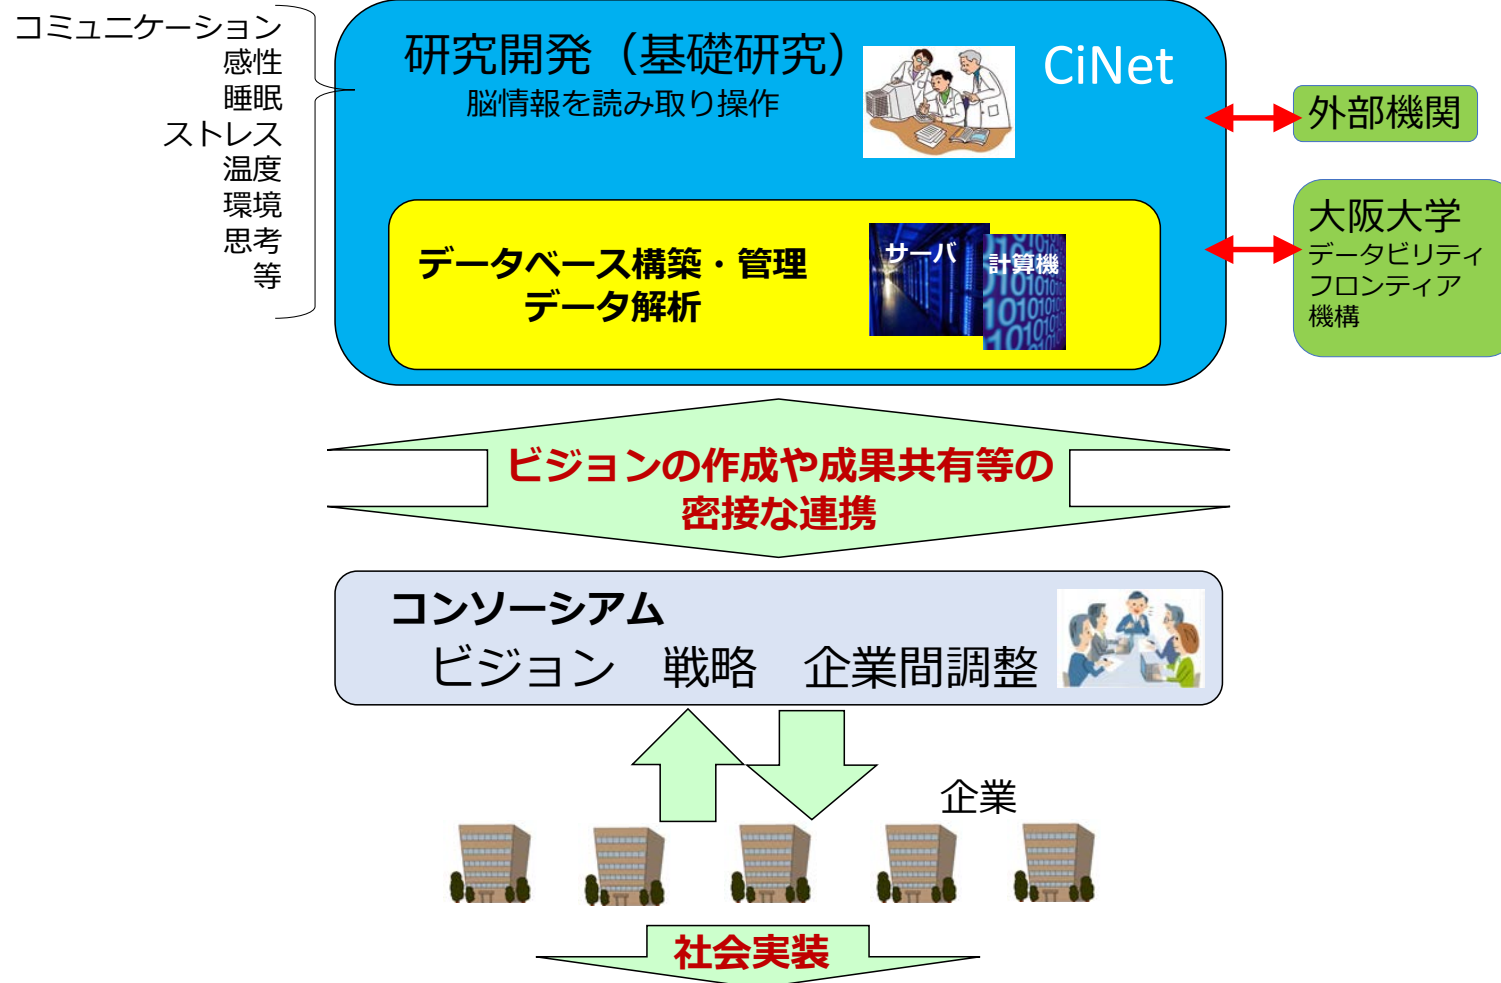 コミュニケーション
感性
睡眠
ストレス
温度
環境
思考
等
研究開発（基礎研究）
脳情報を読み取り操作
CiNet
外部機関
大阪大学
データビリティ
フロンティア
機構
データベース構築・管理
データ解析
サーバ
計算機
ビジョンの作成や成果共有等の
密接な連携
コンソーシアム
ビジョン　戦略　企業間調整
企業
社会実装